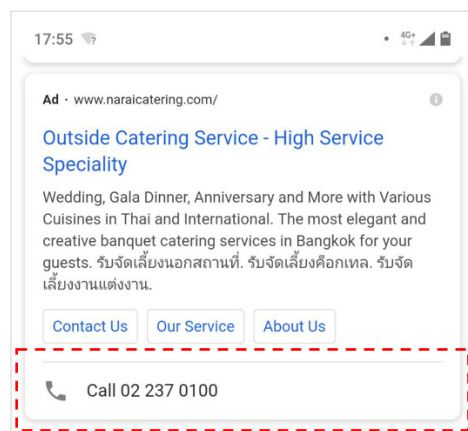 17:55
4G+
Ad · www.naraicatering.com/
Outside Catering Service - High Service
Speciality
Wedding, Gala Dinner, Anniversary and More with Various
Cuisines in Thai and International. The most elegant and
creative banquet catering services in Bangkok for your
guests. รับจัดเลี้ยงนอกสถานที่. รับจัดเลี้ยงค็อกเทล. รับจัด
เลี้ยงงานแต่งงาน.
Contact Us Our Service About Us
Call 02 237 0100